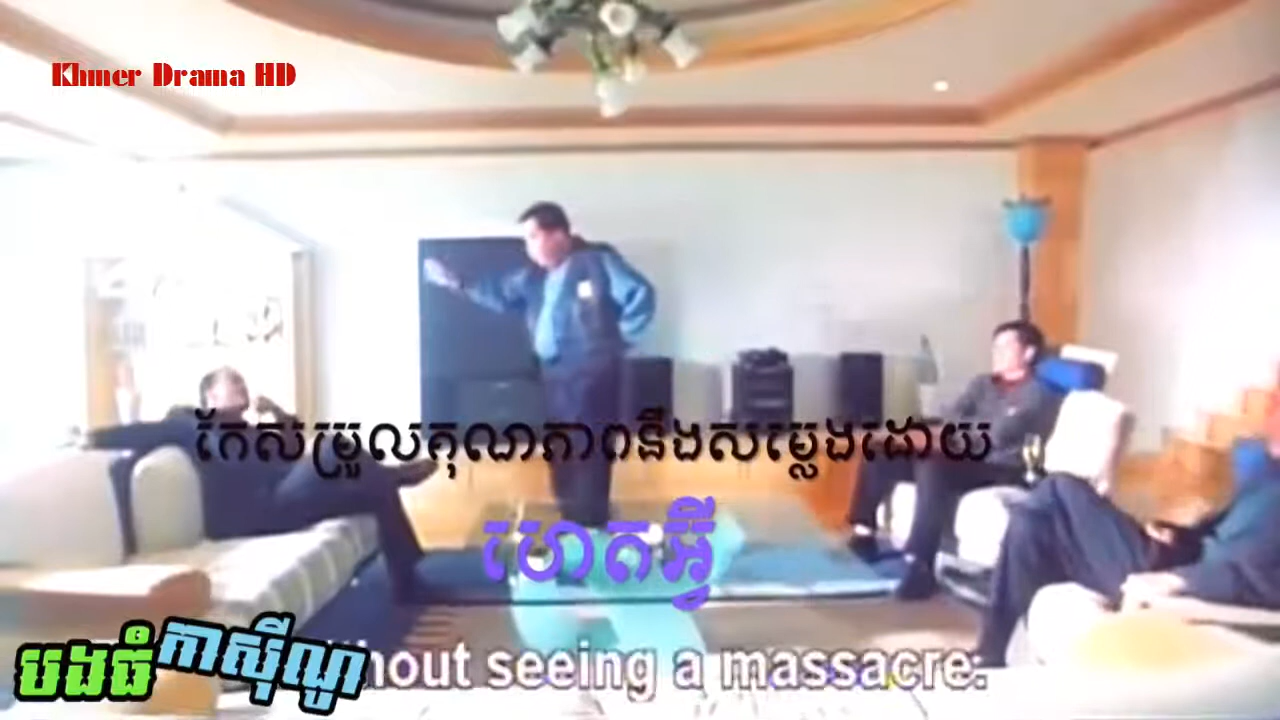 Khmer Drama HD
កែសម្រួលគុណភាពនឹងសម្លេងដោយ
ហេតអ្វី
បងធំ កាស៊ីណូ
seeing a massacre.